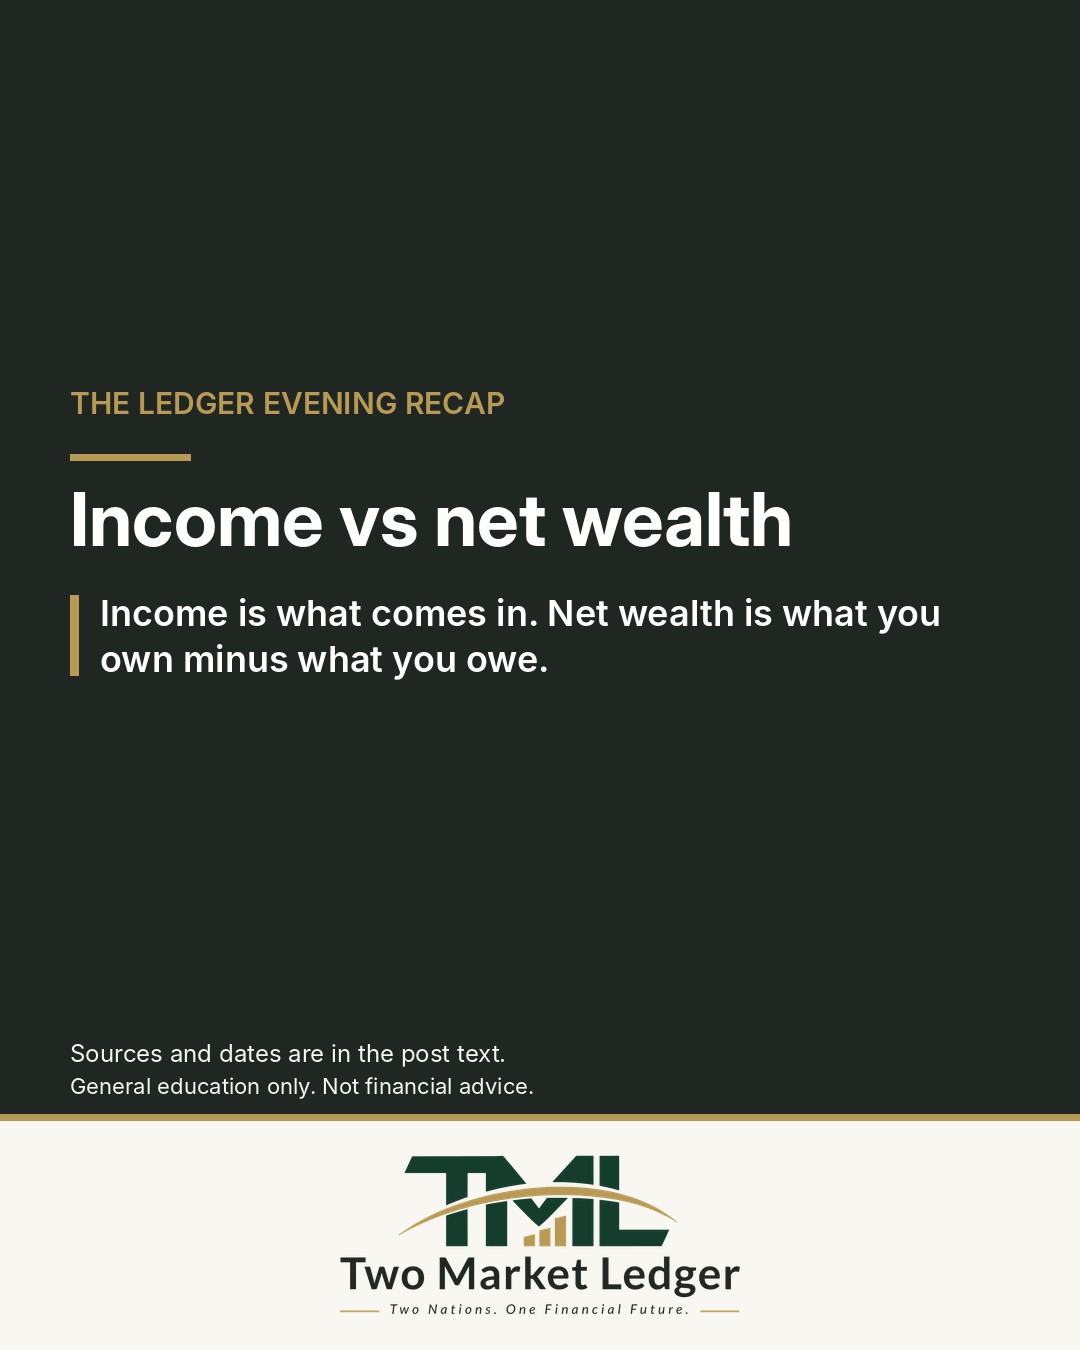 THE LEDGER EVENING RECAP
Income vs net wealth
Income is what comes in. Net wealth is what you
own minus what you owe.
Sources and dates are in the post text.
General education only. Not financial advice.
TML
Two Market Ledger
Two Nations. One Financial Future.